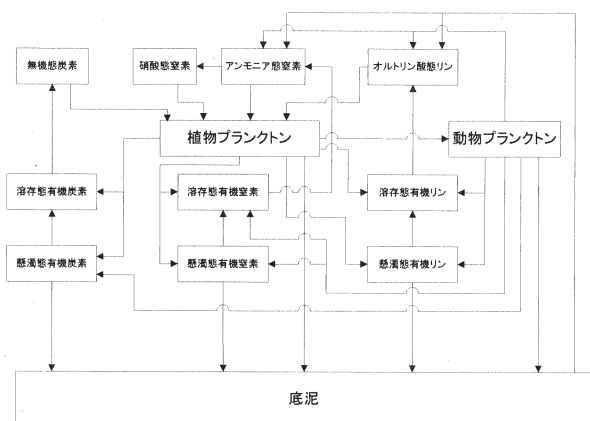 無機態炭素
硝酸態窒素
アンモニア態窒素
オルトリン酸態リン
植物プランクトン
動物プランクトン
溶存態有機炭素
溶存態有機窒素
溶存態有機リン
懸濁態有機炭素
懸濁態有機窒素
懸濁態有機リン
底泥